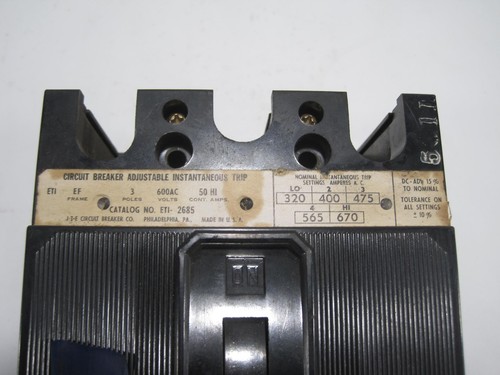 CIRCUIT BREAKER ADJUSTABLE INSTANTANEOUS TRIP
ETI EF 3 600AC 50 HI
FRAME POLES VOLTS CONT. AMPS.
CATALOG NO. ETI- 2685
I-T-E CIRCUIT BREAKER CO. PHILADELPHIA, PA. MADE IN U.S.A.
NOMINAL INSTANTANEOUS TRIP
SETTINGS AMPERES A.C.
LO 2 3
320 400 475
4 HI
565 670
DC-ADD 15%
TO NOMINAL
TOLERANCE ON
ALL SETTINGS
± 10%